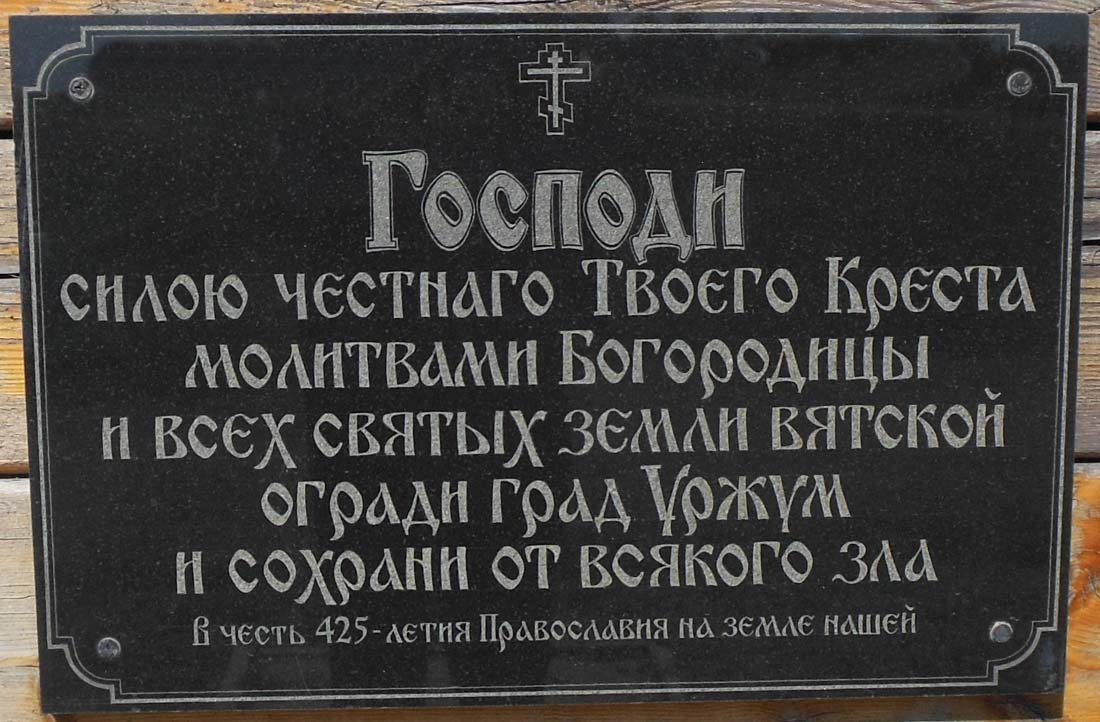 Господи
силою честнаго Твоего Креста
молитвами Богородицы
и всех святых земли вятской
огради град Уржум
и сохрани от всякого зла
В честь 425-летия Православия на земле нашей